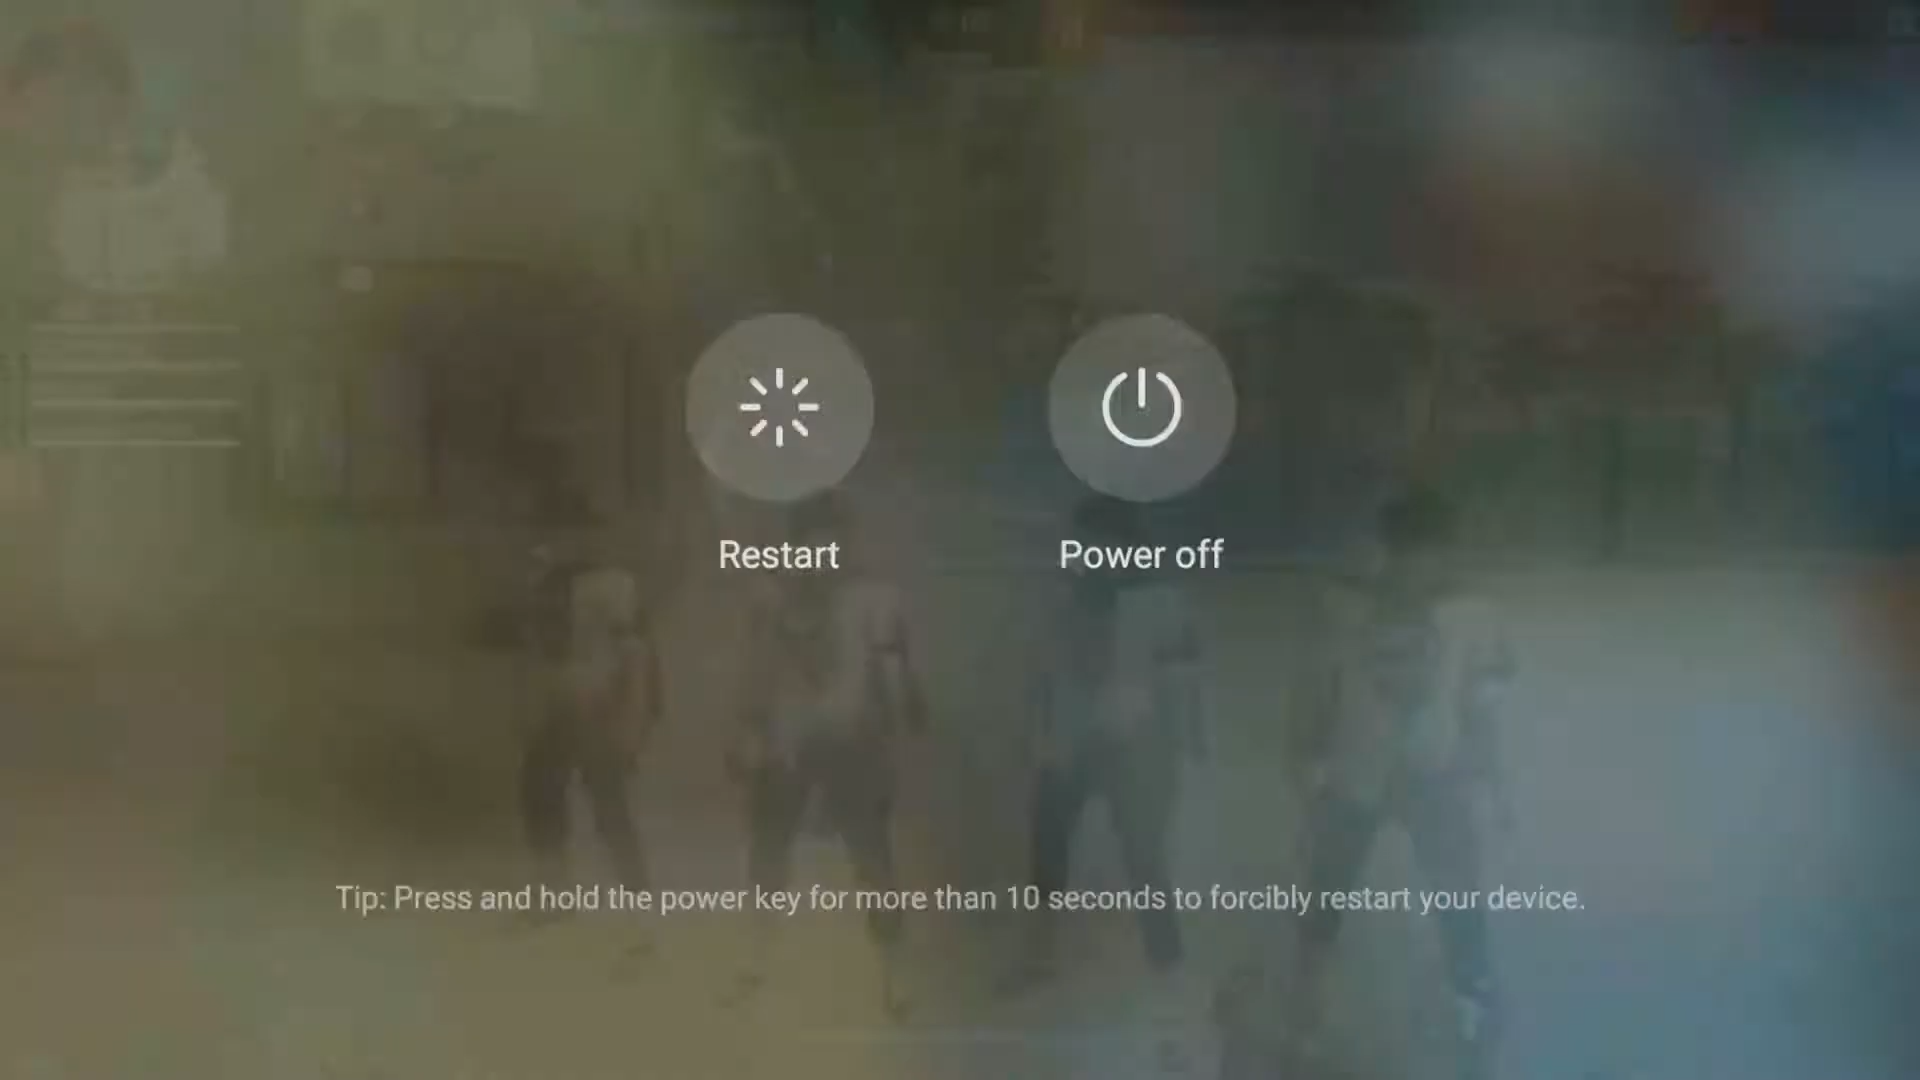 Restart
Power off
Tip: Press and hold the power key for more than 10 seconds to forcibly restart your device.